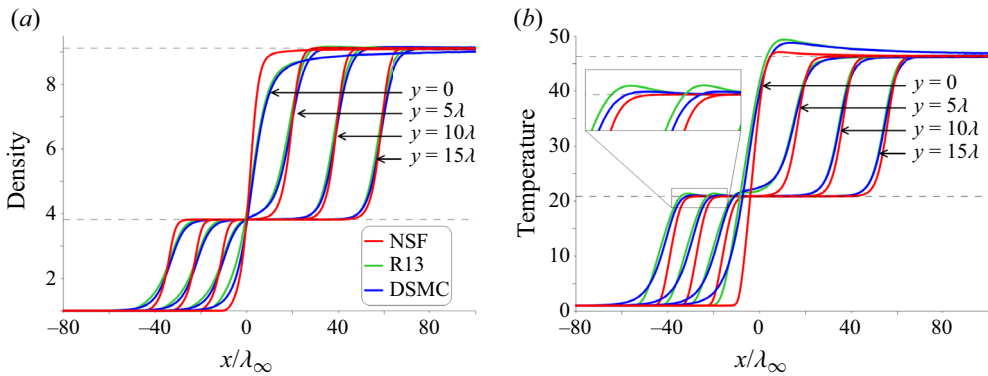 (a)
Density
8
6
4
2
y = 0
y = 5λ
y = 10λ
y = 15λ
NSF
R13
DSMC
−80 −40 0 40 80
x/λ∞
(b)
Temperature
50
40
30
20
10
0
y = 0
y = 5λ
y = 10λ
y = 15λ
−80 −40 0 40 80
x/λ∞